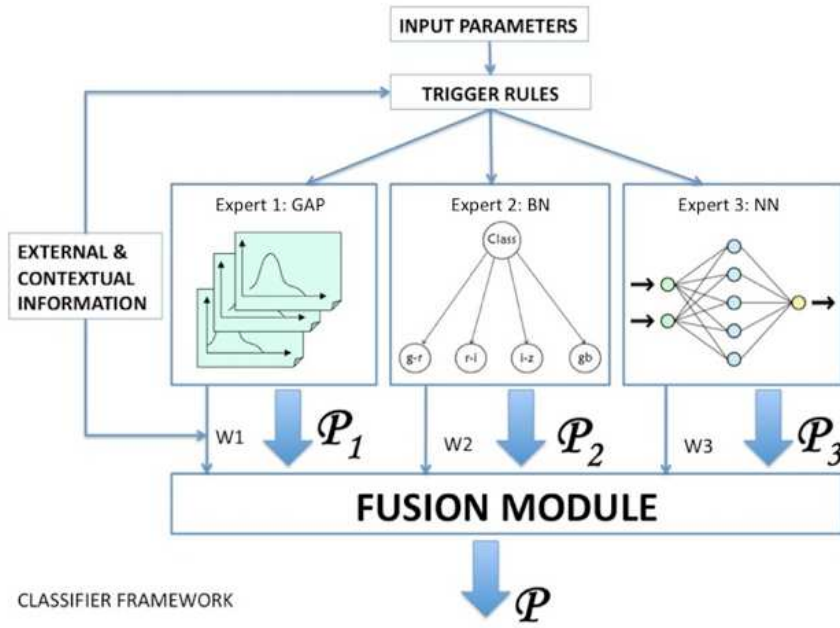 INPUT PARAMETERS
TRIGGER RULES
Expert 1: GAP
Expert 2: BN
Expert 3: NN
Class
EXTERNAL &
CONTEXTUAL
INFORMATION
g-r
r-i
i-z
gb
W1
P1
W2
P2
W3
P3
FUSION MODULE
CLASSIFIER FRAMEWORK
P